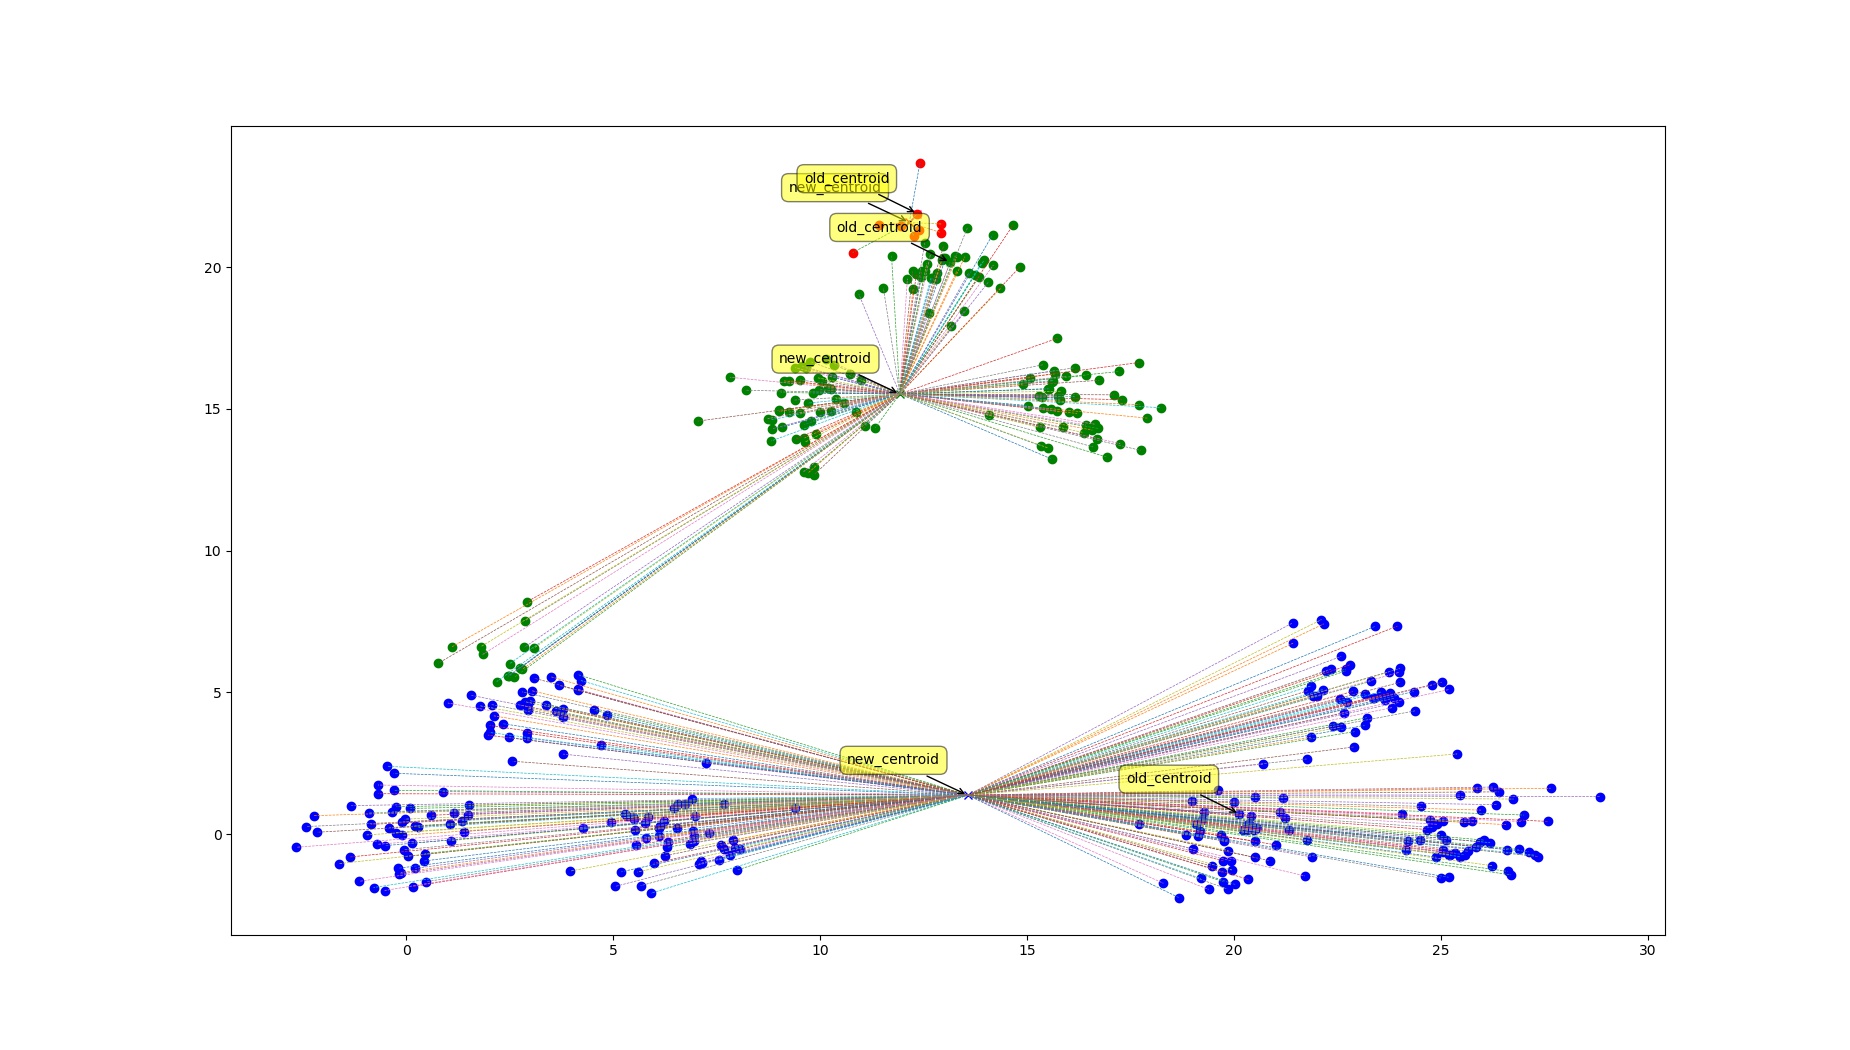 old_centroid
new_centroid
old_centroid
new_centroid
new_centroid
old_centroid
20
15
10
5
0
0 5 10 15 20 25 30